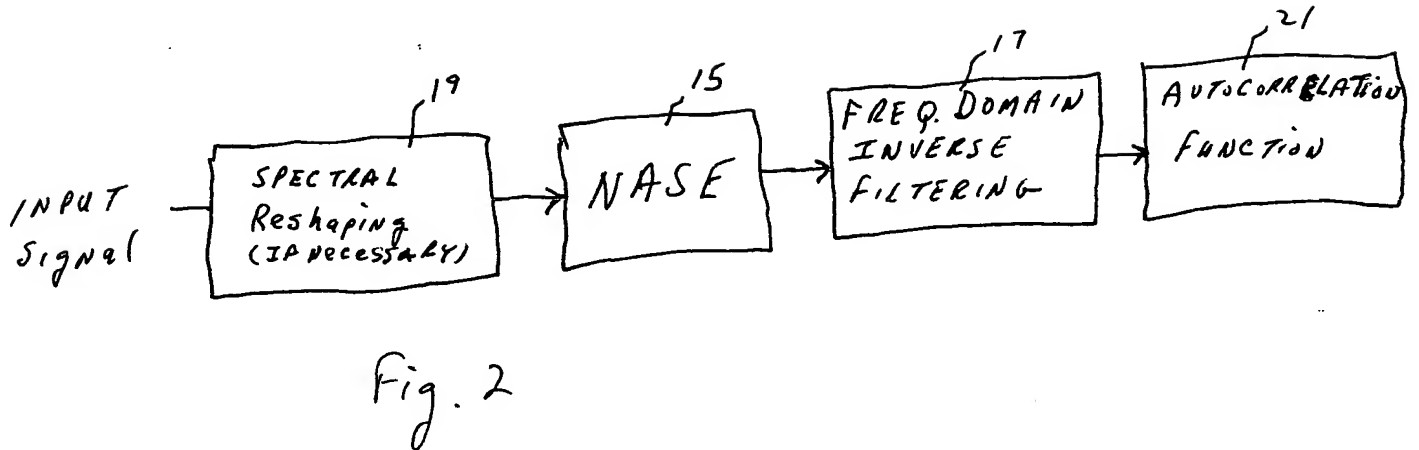 INPUT
Signal
19
SPECTRAL
Reshaping
(IF NECESSARY)
15
NASE
17
FREQ. DOMAIN
INVERSE
FILTERING
21
AUTOCORRELATION
FUNCTION
Fig. 2